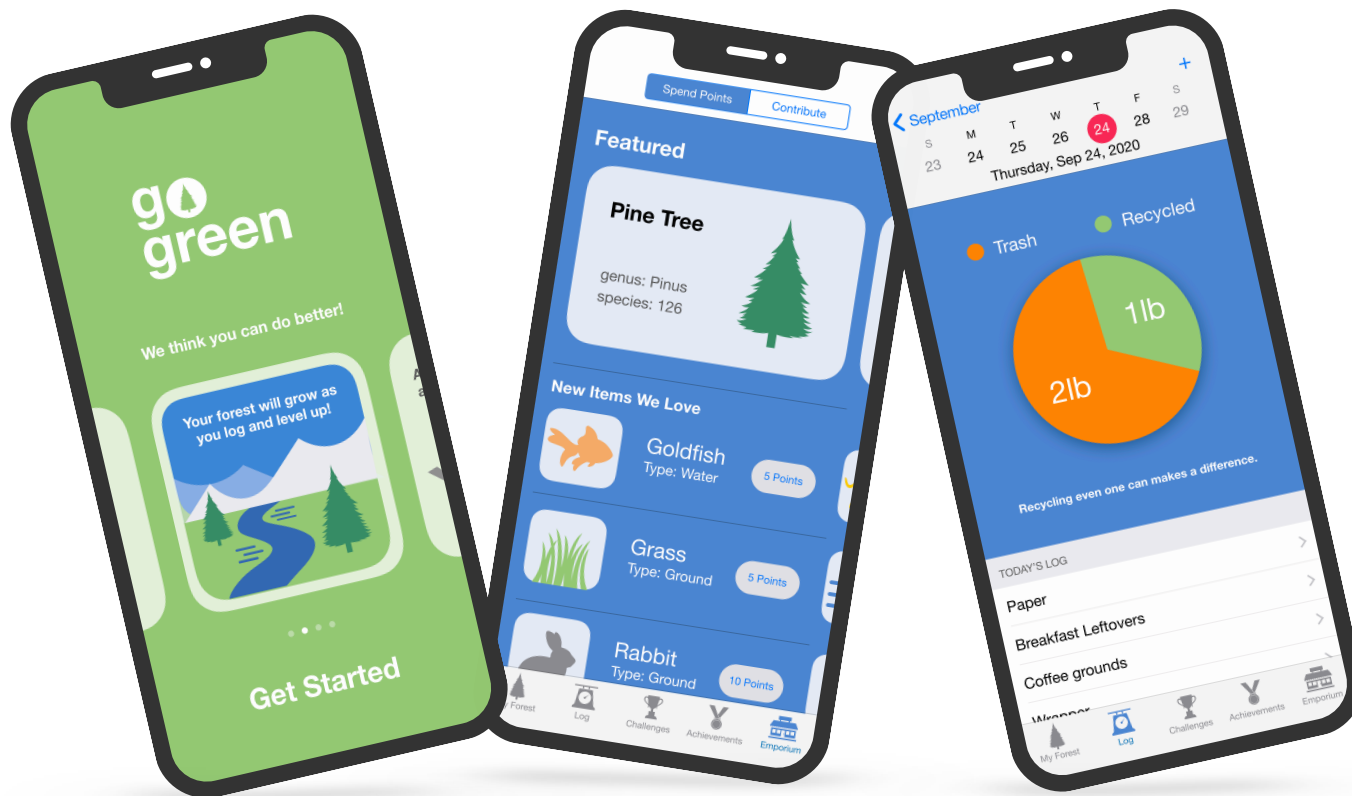 go
green
We think you can do better!
Your forest will grow as
you log and level up!
A
a
Get Started
Spend Points
Contribute
Featured
Pine Tree
genus: Pinus
species: 126
New Items We Love
Goldfish
Type: Water
5 Points
Grass
Type: Ground
5 Points
Rabbit
Type: Ground
10 Points
y Forest
Log
Challenges
Achievements
Emporium
September
+
S M T W T F S
23 24 25 26 24 28 29
Thursday, Sep 24, 2020
Trash
Recycled
1lb
2lb
Recycling even one can makes a difference.
TODAY'S LOG
Paper
Breakfast Leftovers
Coffee grounds
Wrapper
My Forest
Log
Challenges
Achievements
Emporium